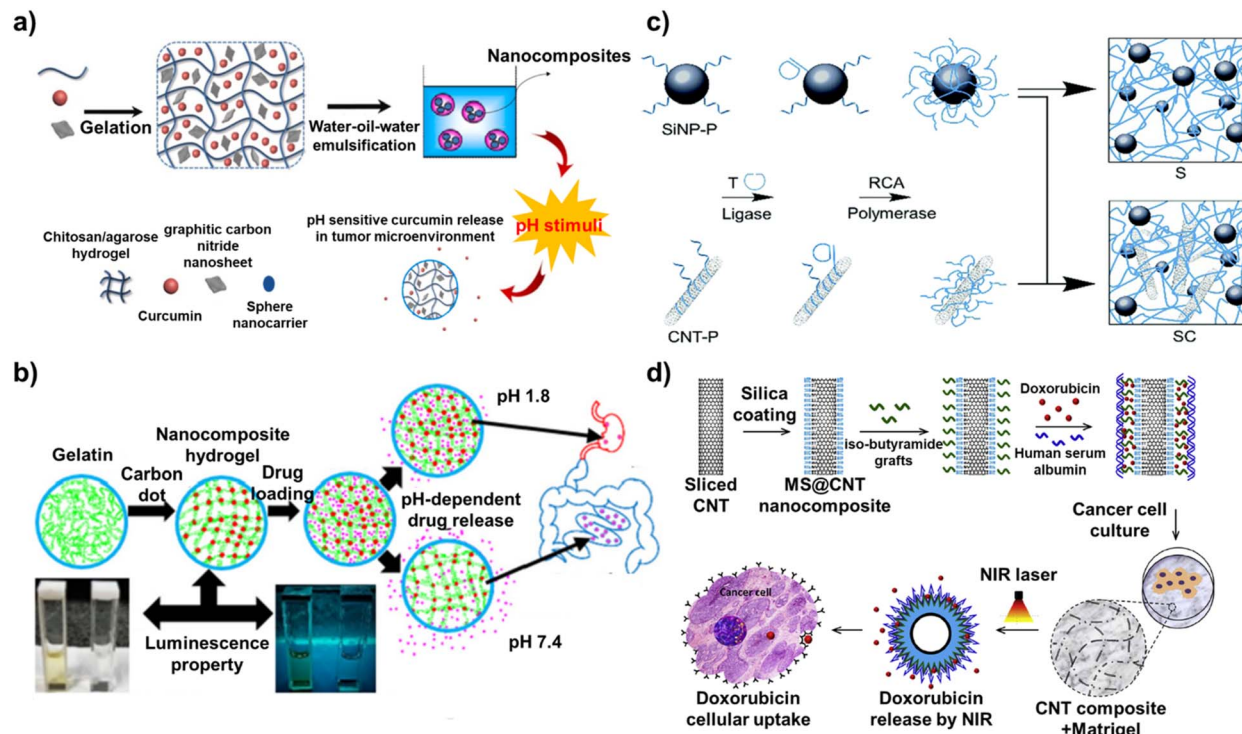 a)
Gelation
Water-oil-water
emulsification
Nanocomposites
pH stimuli
pH sensitive curcumin release
in tumor microenvironment
Chitosan/agarose
hydrogel
graphitic carbon
nitride
nanosheet
Curcumin
Sphere
nanocarrier
b)
Gelatin
Carbon
dot
Nanocomposite
hydrogel
Drug
loading
pH-dependent
drug release
pH 1.8
pH 7.4
Luminescence
property
c)
SiNP-P
T
Ligase
RCA
Polymerase
CNT-P
S
SC
d)
Sliced
CNT
Silica
coating
MS@CNT
nanocomposite
iso-butyramide
grafts
Doxorubicin
Human serum
albumin
Cancer cell
culture
CNT composite
+Matrigel
NIR laser
Doxorubicin
release by NIR
Cancer cell
Doxorubicin
cellular uptake